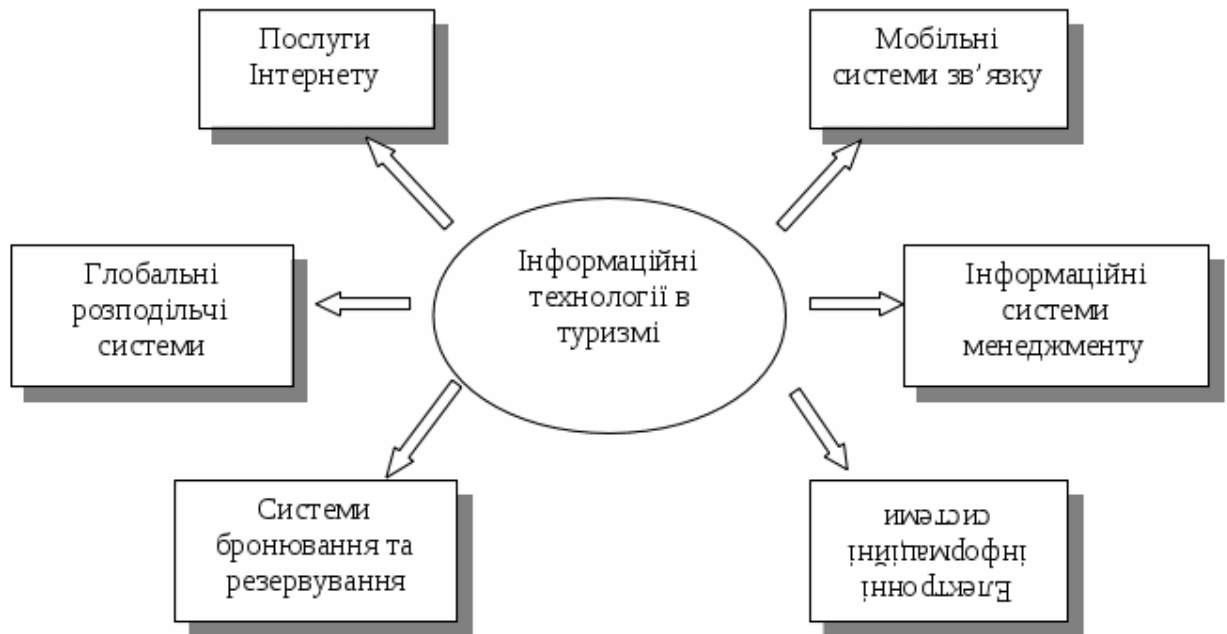 Послуги
Інтернету
Мобільні
системи зв’язку
Інформаційні
технології в
туризмі
Глобальні
розподільчі
системи
Інформаційні
системи
менеджменту
Системи
бронювання та
резервування
Електронні
інформаційні
системи